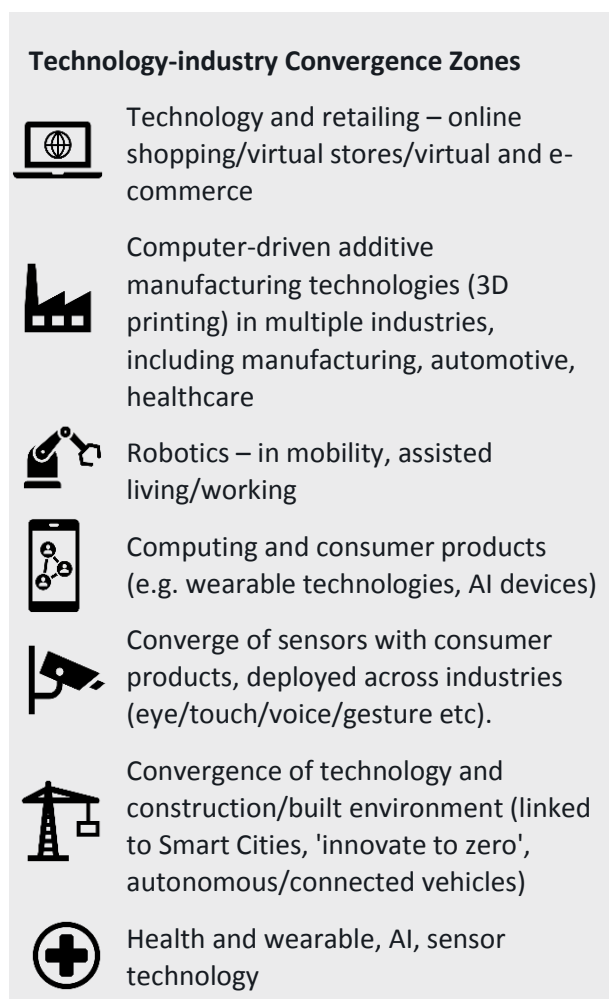 Technology-industry Convergence Zones
Technology and retailing – online
shopping/virtual stores/virtual and e-
commerce
Computer-driven additive
manufacturing technologies (3D
printing) in multiple industries,
including manufacturing, automotive,
healthcare
Robotics – in mobility, assisted
living/working
Computing and consumer products
(e.g. wearable technologies, AI devices)
Converge of sensors with consumer
products, deployed across industries
(eye/touch/voice/gesture etc).
Convergence of technology and
construction/built environment (linked
to Smart Cities, 'innovate to zero',
autonomous/connected vehicles)
Health and wearable, AI, sensor
technology